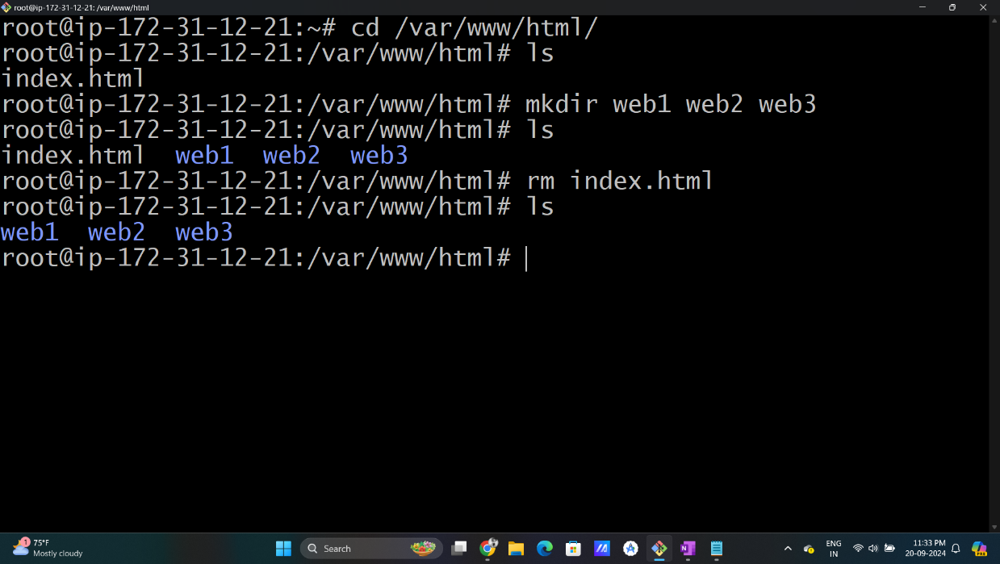 root@ip-172-31-12-21: /var/www/html
root@ip-172-31-12-21:~# cd /var/www/html/
root@ip-172-31-12-21:/var/www/html# ls
index.html
root@ip-172-31-12-21:/var/www/html# mkdir web1 web2 web3
root@ip-172-31-12-21:/var/www/html# ls
index.html  web1  web2  web3
root@ip-172-31-12-21:/var/www/html# rm index.html
root@ip-172-31-12-21:/var/www/html# ls
web1  web2  web3
root@ip-172-31-12-21:/var/www/html#
1
75°F
Mostly cloudy
Search
ENG
IN
11:33 PM
20-09-2024